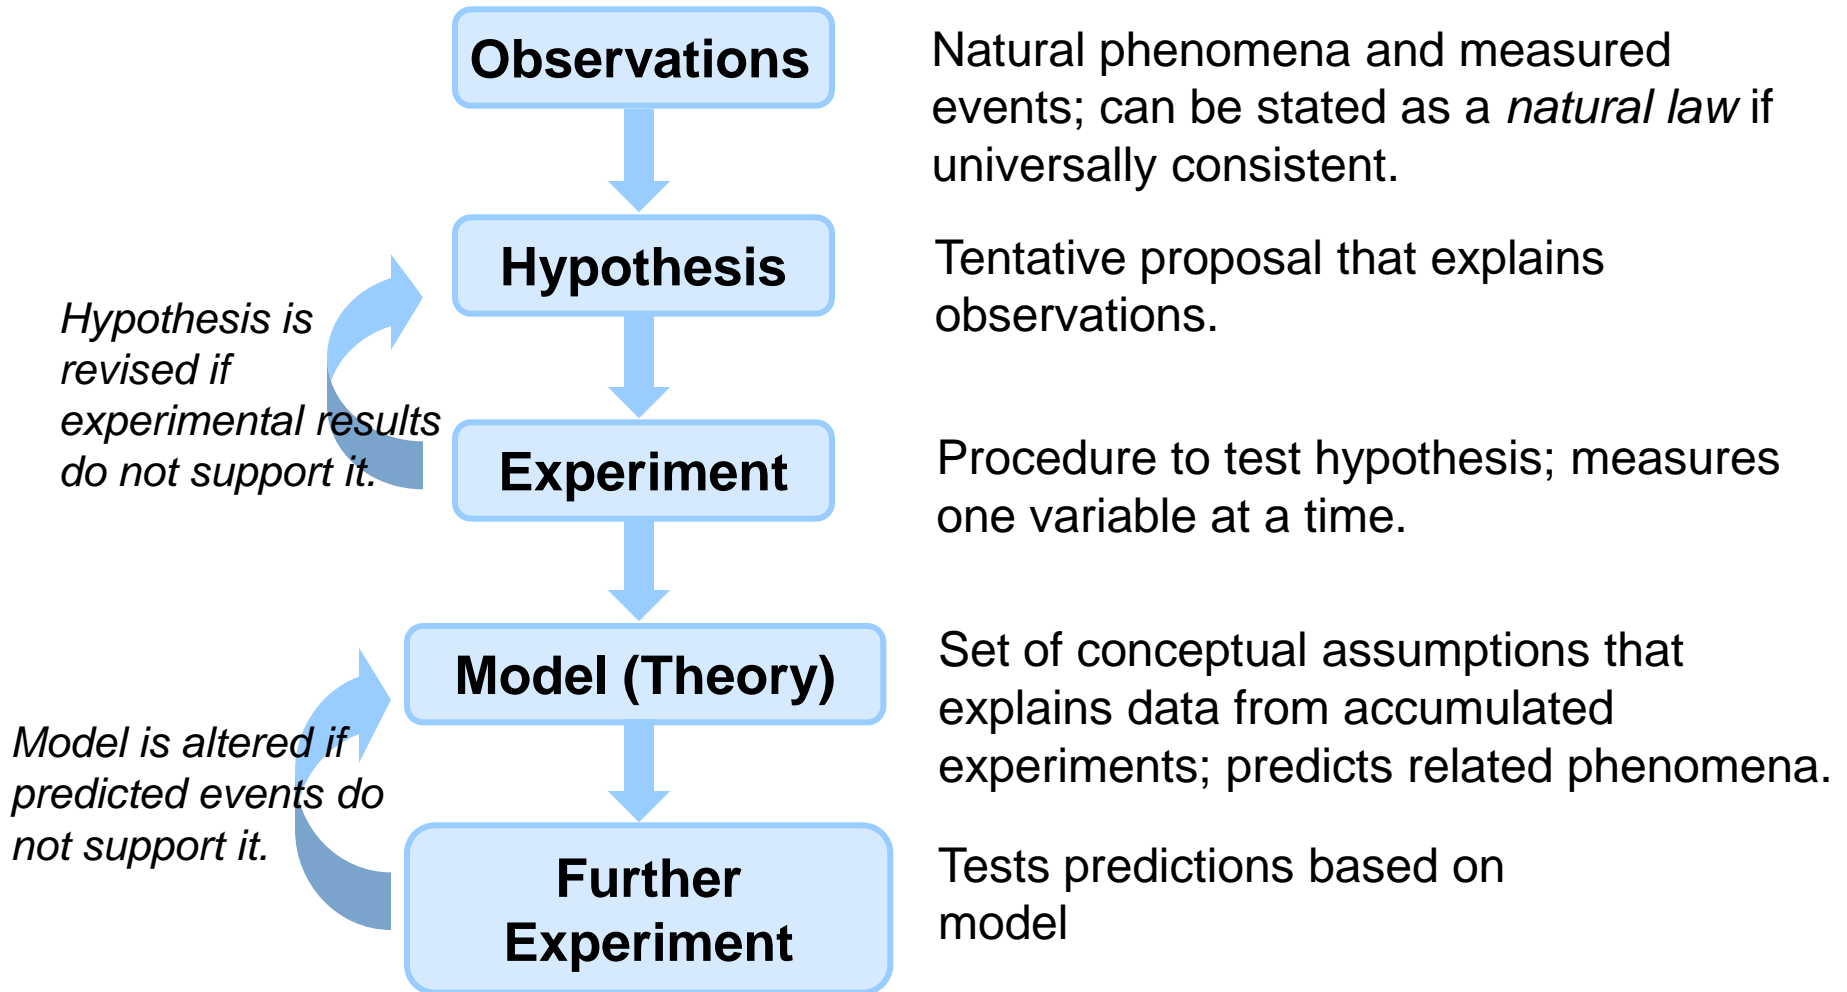 Observations
Natural phenomena and measured
events; can be stated as a natural law if
universally consistent.
Hypothesis
Tentative proposal that explains
observations.
Hypothesis is
revised if
experimental results
do not support it.
Experiment
Procedure to test hypothesis; measures
one variable at a time.
Model (Theory)
Set of conceptual assumptions that
explains data from accumulated
experiments; predicts related phenomena.
Model is altered if
predicted events do
not support it.
Further
Experiment
Tests predictions based on
model